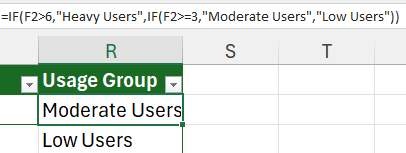 =IF(F2>6,"Heavy Users",IF(F2>=3,"Moderate Users","Low Users"))
R S T
Usage Group
Moderate Users
Low Users